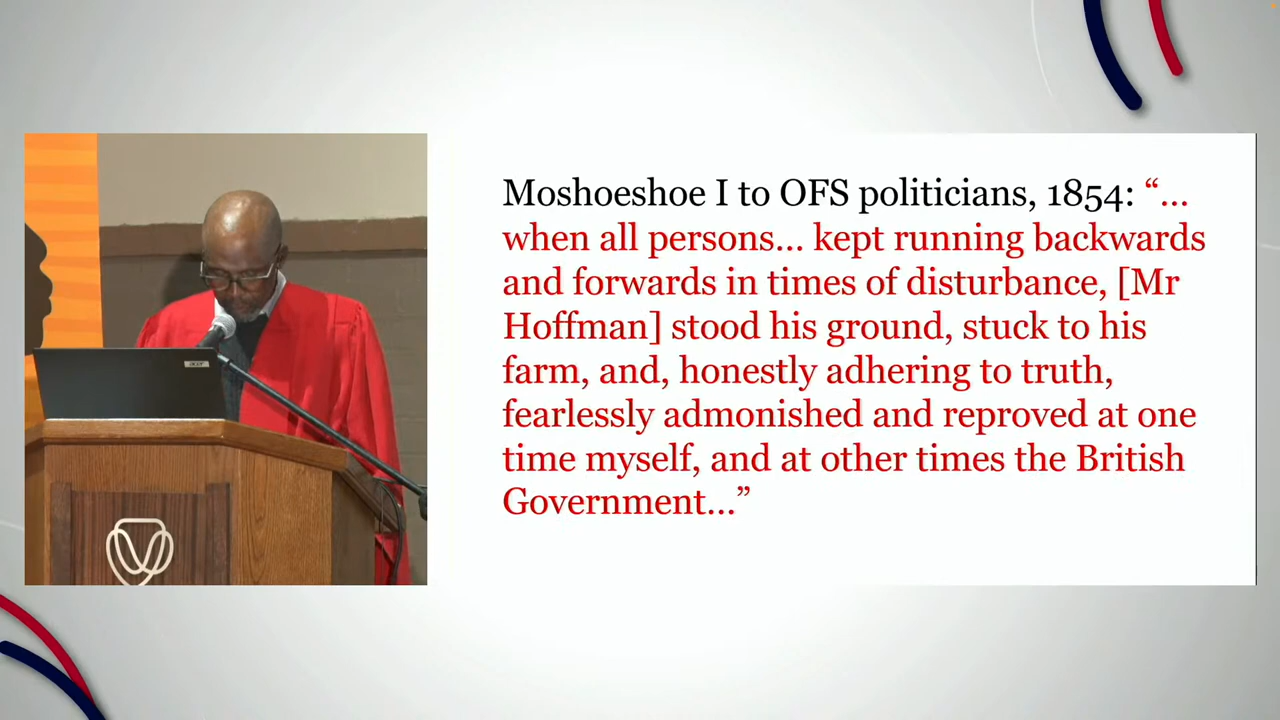 Moshoeshoe I to OFS politicians, 1854: “...
when all persons... kept running backwards
and forwards in times of disturbance, [Mr
Hoffman] stood his ground, stuck to his
farm, and, honestly adhering to truth,
fearlessly admonished and reproved at one
time myself, and at other times the British
Government...”
acer